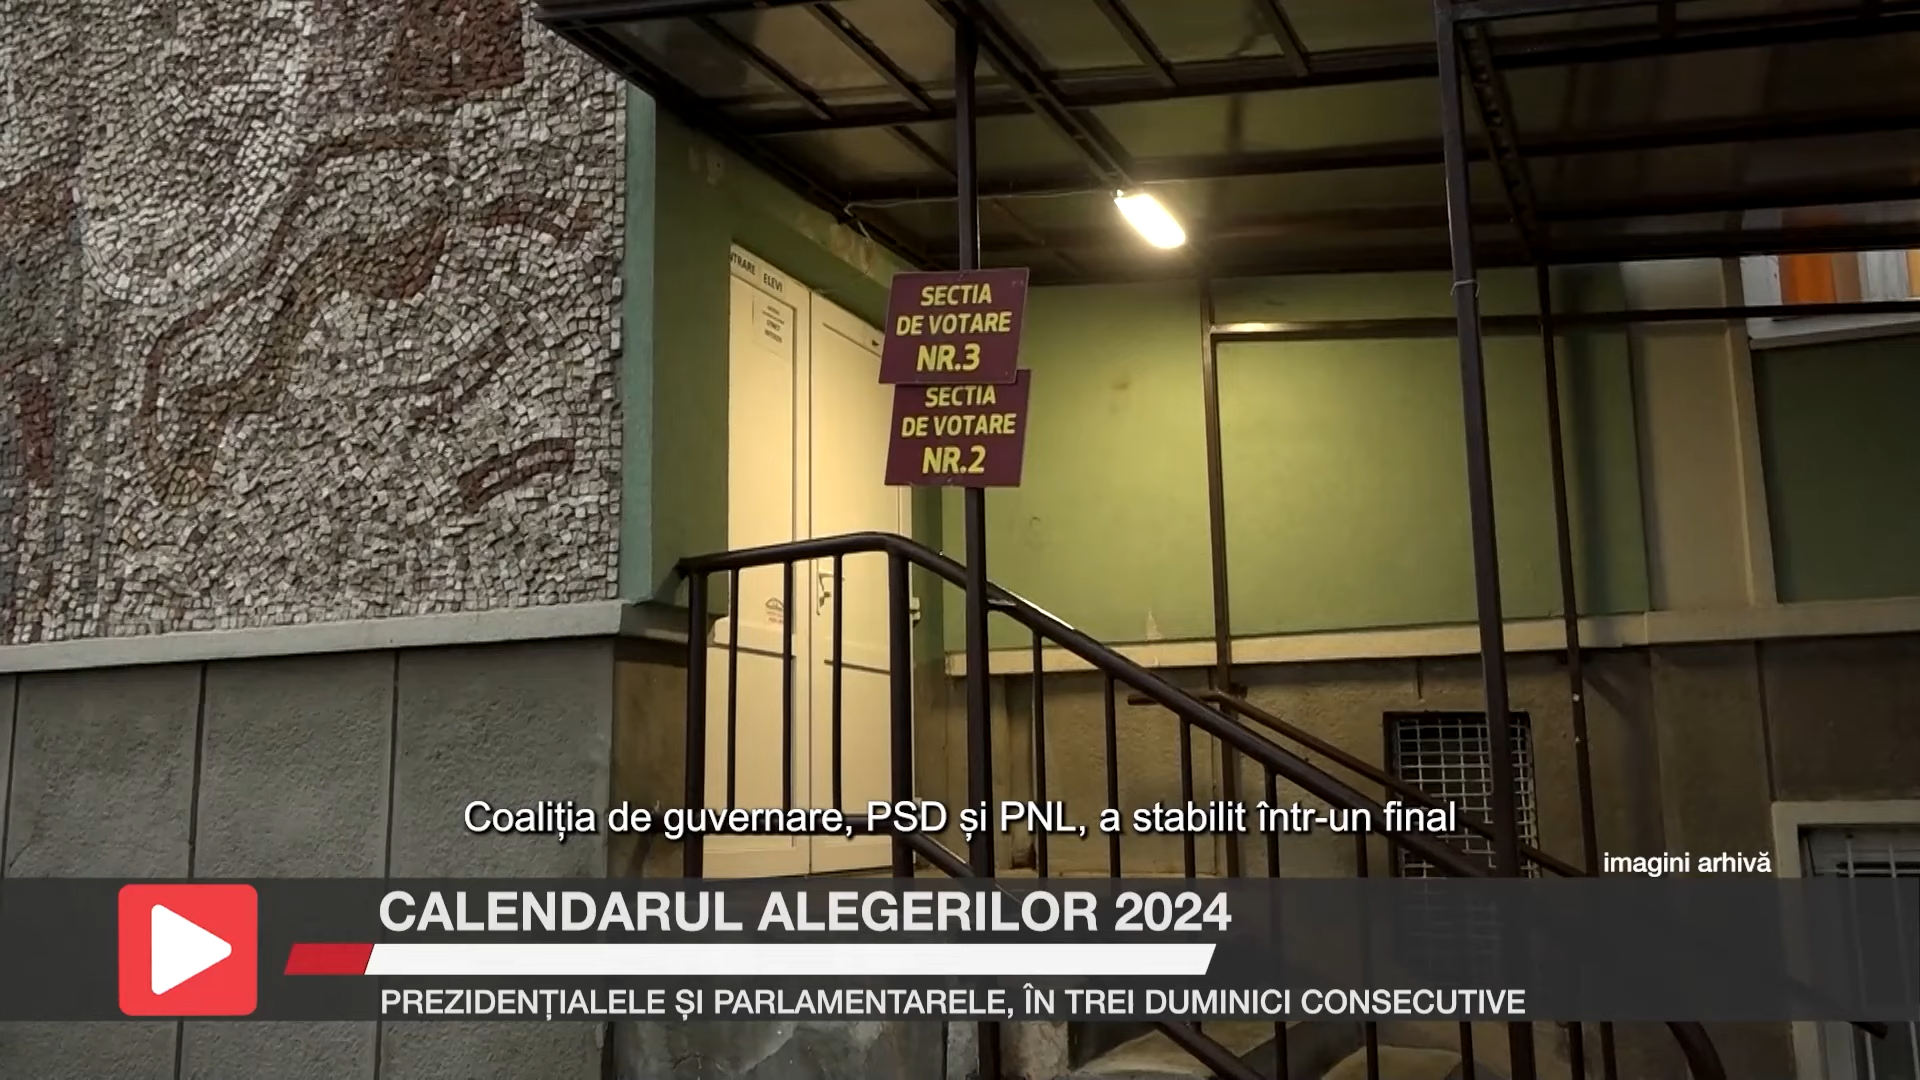 ELEVI
SECTIA
DE VOTARE
NR.3
SECTIA
DE VOTARE
NR.2
Coaliția de guvernare, PSD și PNL, a stabilit într-un final
imagini arhivă
CALENDARUL ALEGERILOR 2024
PREZIDENȚIALELE ȘI PARLAMENTARELE, ÎN TREI DUMINICI CONSECUTIVE